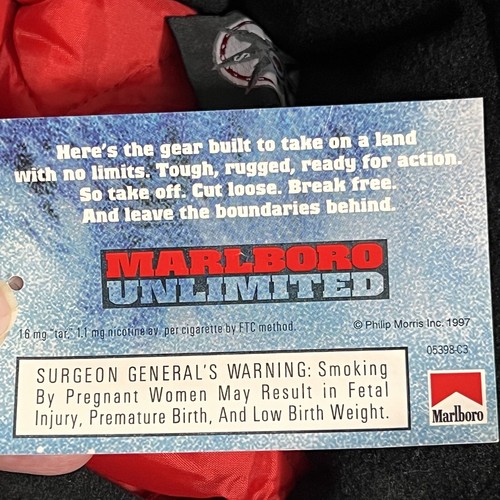 Here's the gear built to take on a land
with no limits. Tough, rugged, ready for action.
So take off. Cut loose. Break free.
And leave the boundaries behind.
MARLBORO
UNLIMITED
16 mg "tar," 1.1 mg nicotine av. per cigarette by FTC method.
© Philip Morris Inc. 1997
05398-C3
SURGEON GENERAL'S WARNING: Smoking
By Pregnant Women May Result in Fetal
Injury, Premature Birth, And Low Birth Weight.
Marlboro